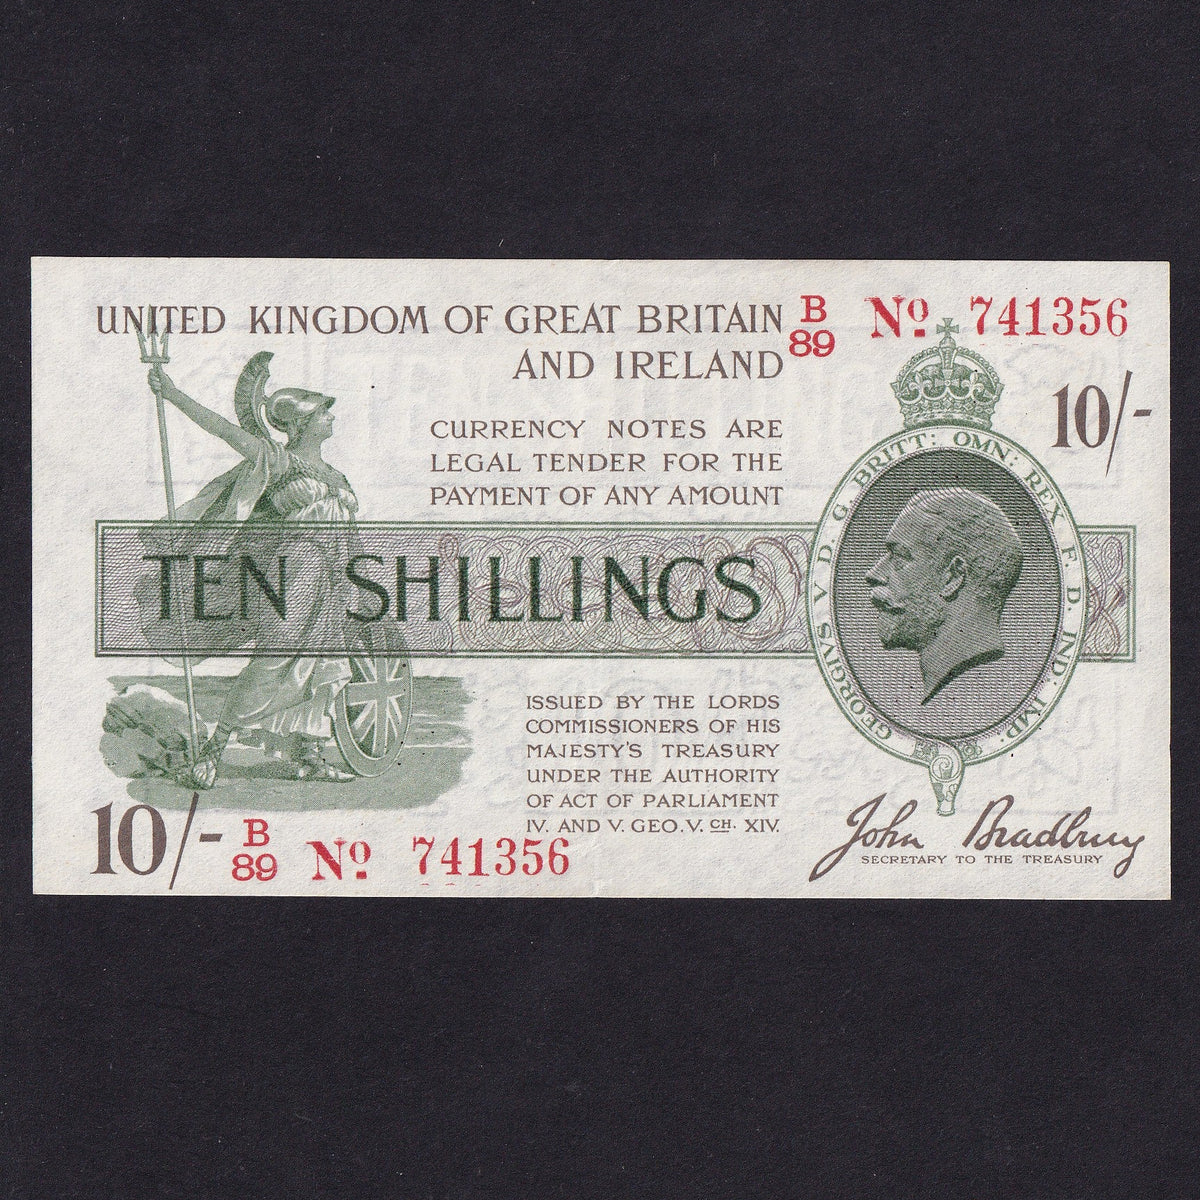 UNITED KINGDOM OF GREAT BRITAIN
AND IRELAND
B
89
No 741356
10/-
CURRENCY NOTES ARE
LEGAL TENDER FOR THE
PAYMENT OF ANY AMOUNT
TEN SHILLINGS
GEORGIVS V D. G. BRITT: OMN: REX F. D. IND: IMP:
ISSUED BY THE LORDS
COMMISSIONERS OF HIS
MAJESTY'S TREASURY
UNDER THE AUTHORITY
OF ACT OF PARLIAMENT
IV. AND V. GEO. V. CH. XIV.
10/-
B
89
No 741356
John Bradbury
SECRETARY TO THE TREASURY